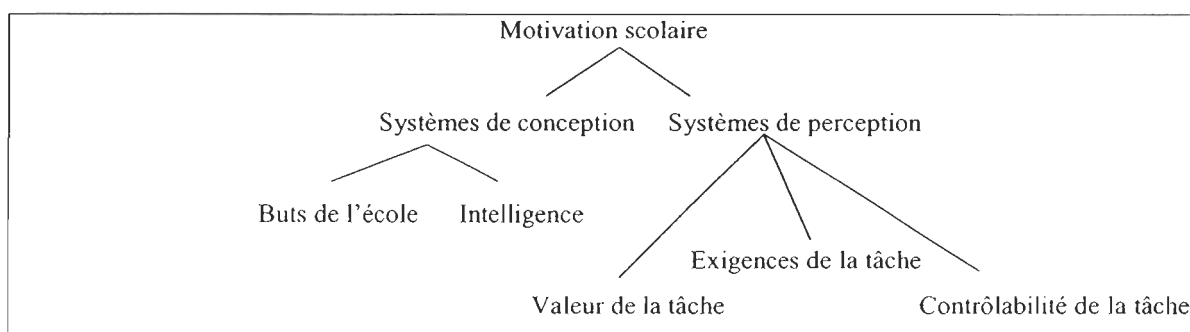 Motivation scolaire
Systèmes de conception Systèmes de perception
Buts de l'école Intelligence
Exigences de la tâche
Valeur de la tâche Contrôlabilité de la tâche